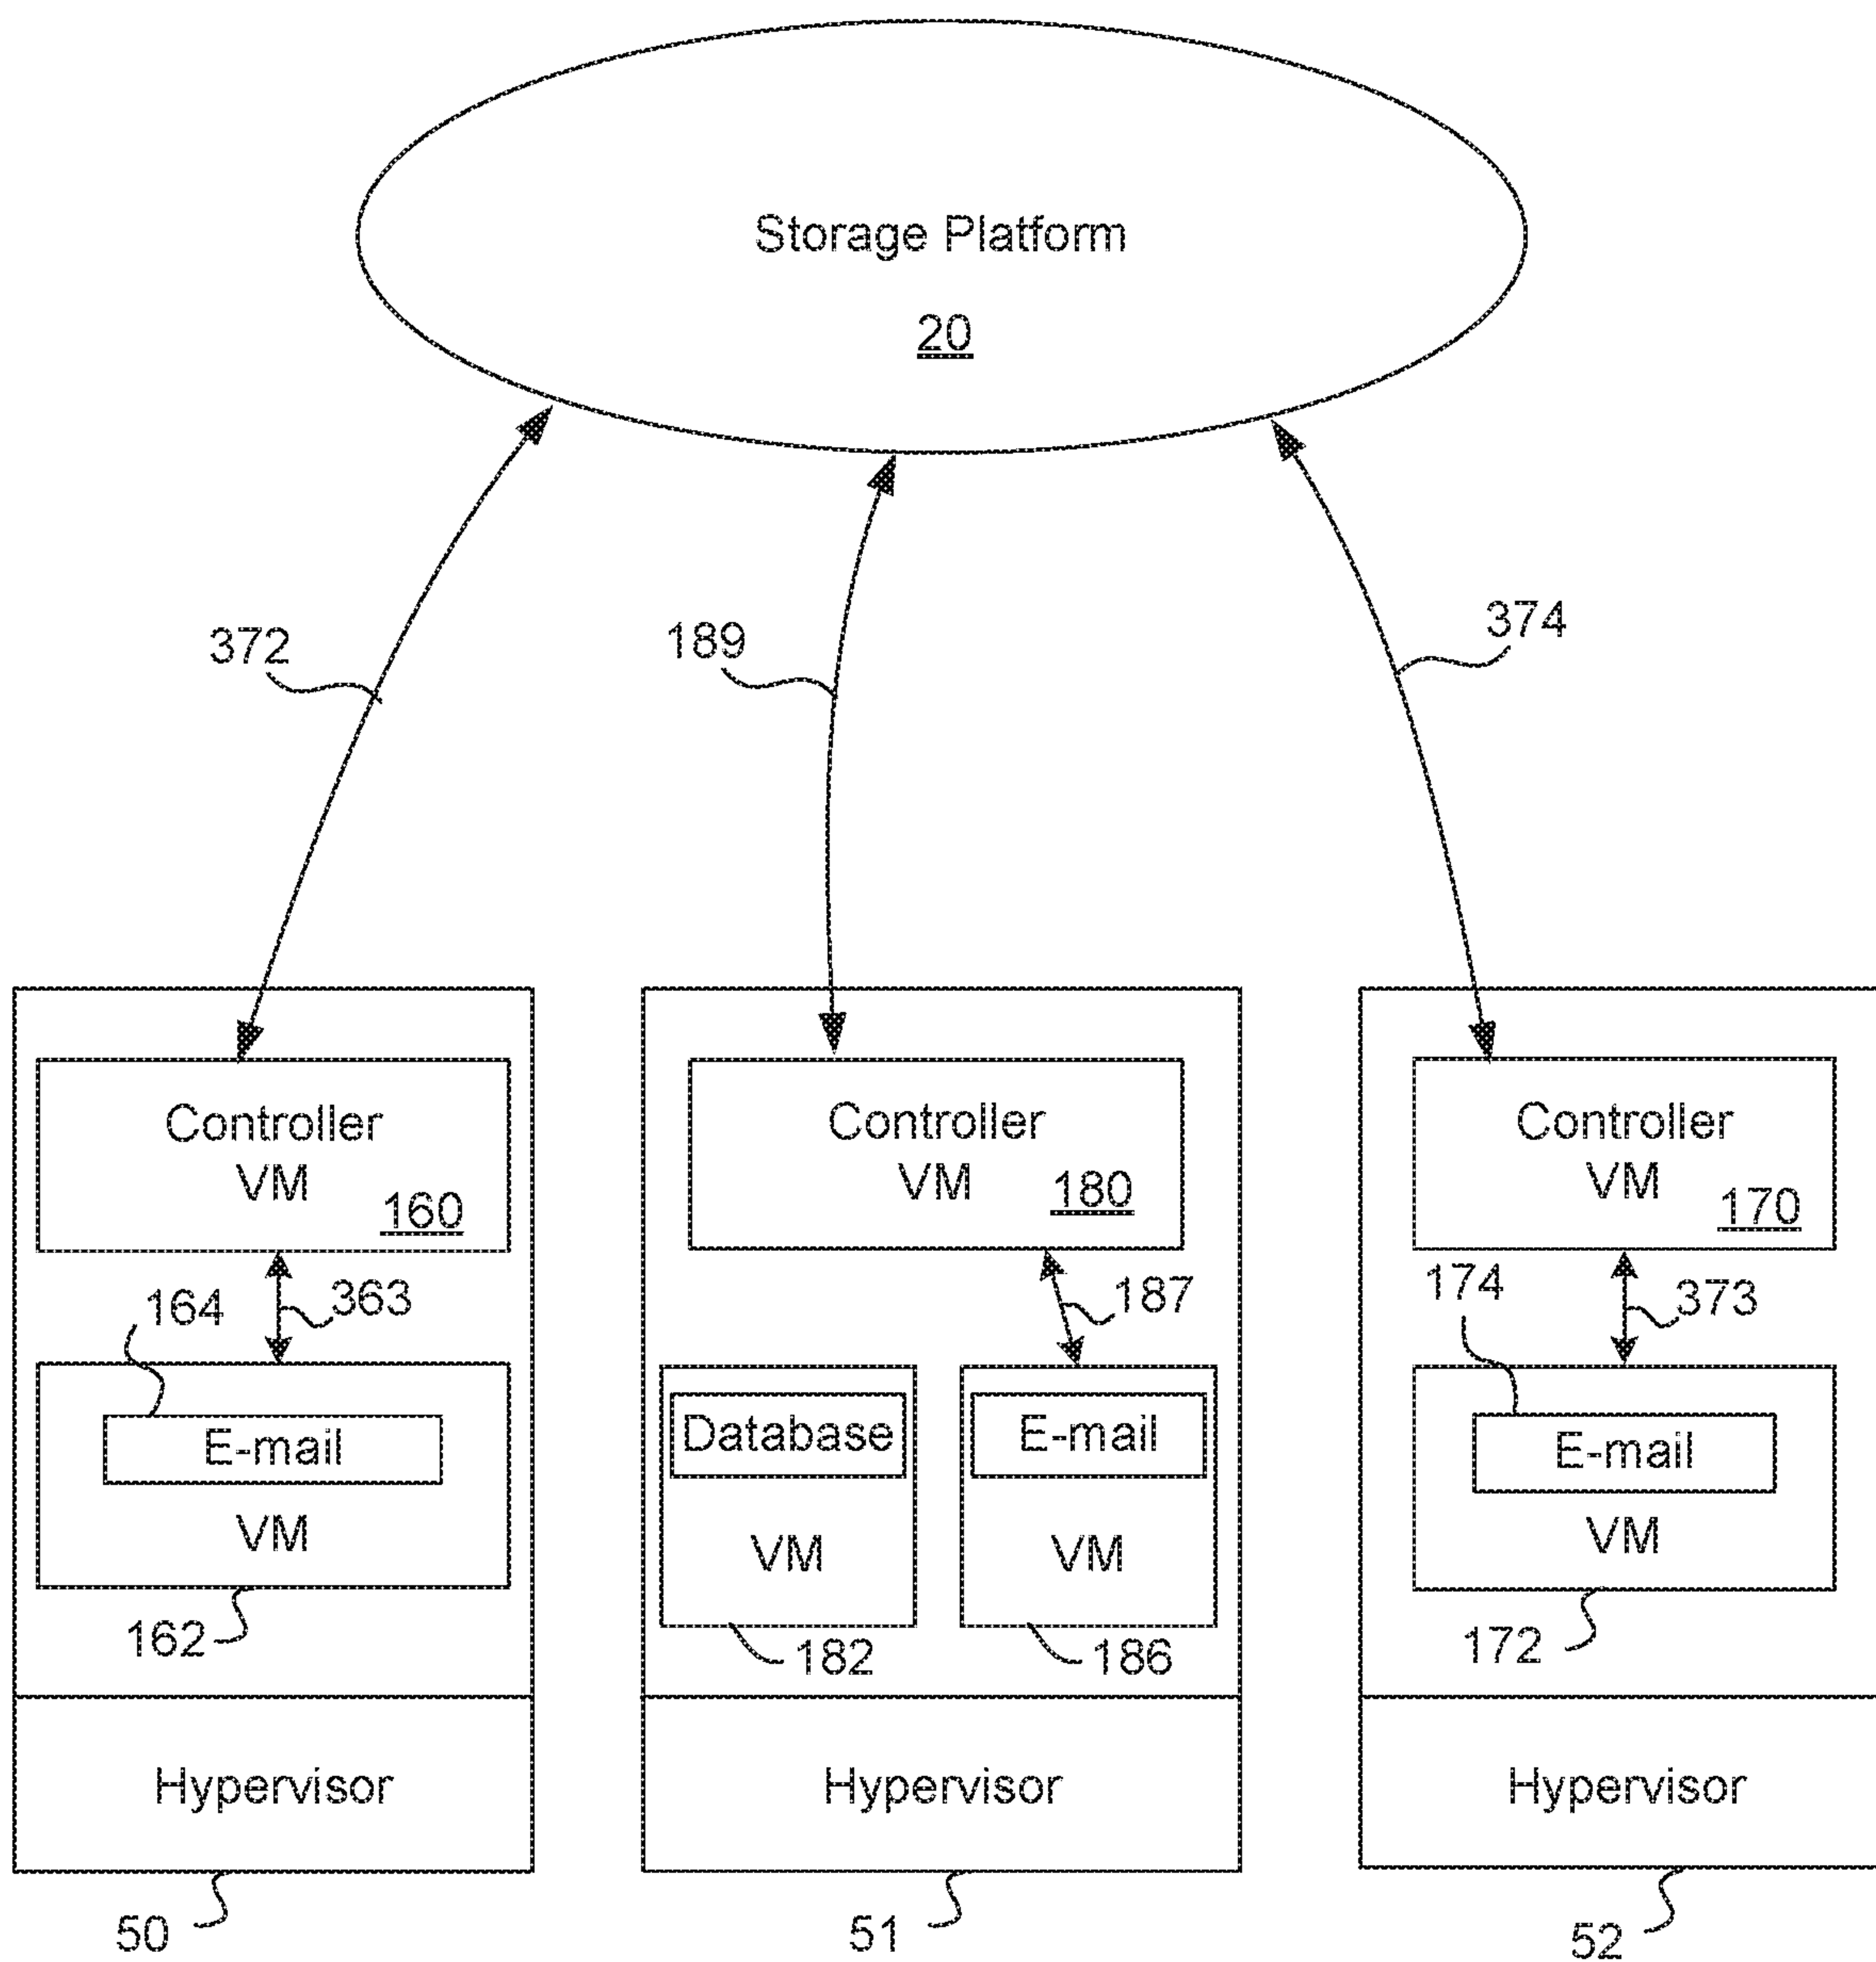 Storage Platform
20
372
189
374
Controller
VM
160
Controller
VM
180
Controller
VM
170
164
363
187
174
373
E-mail
VM
Database
VM
E-mail
VM
E-mail
VM
162
182
186
172
Hypervisor
Hypervisor
Hypervisor
50
51
52